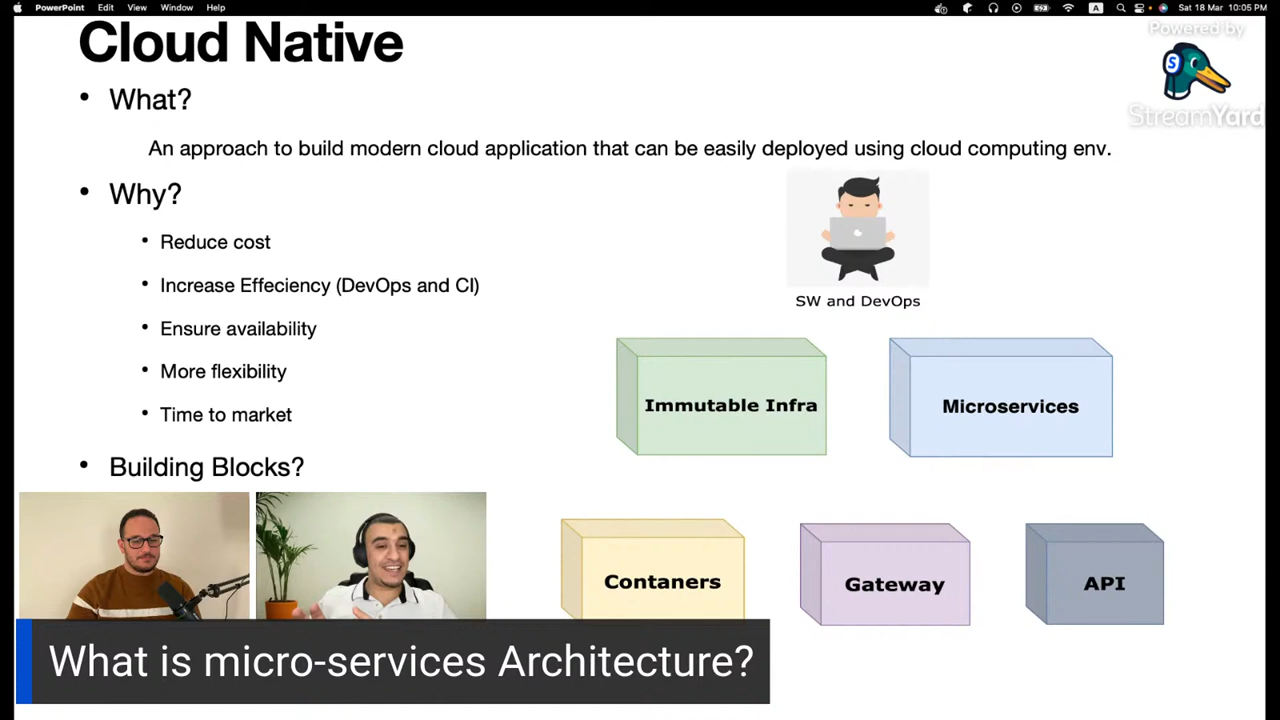 PowerPoint Edit View Window Help
A Sat 18 Mar 10:05 PM
Powered by
S
StreamYard
Cloud Native
• What?
An approach to build modern cloud application that can be easily deployed using cloud computing env.
• Why?
• Reduce cost
• Increase Effeciency (DevOps and CI)
• Ensure availability
• More flexibility
• Time to market
• Building Blocks?
SW and DevOps
Immutable Infra
Microservices
Contaners
Gateway
API
What is micro-services Architecture?